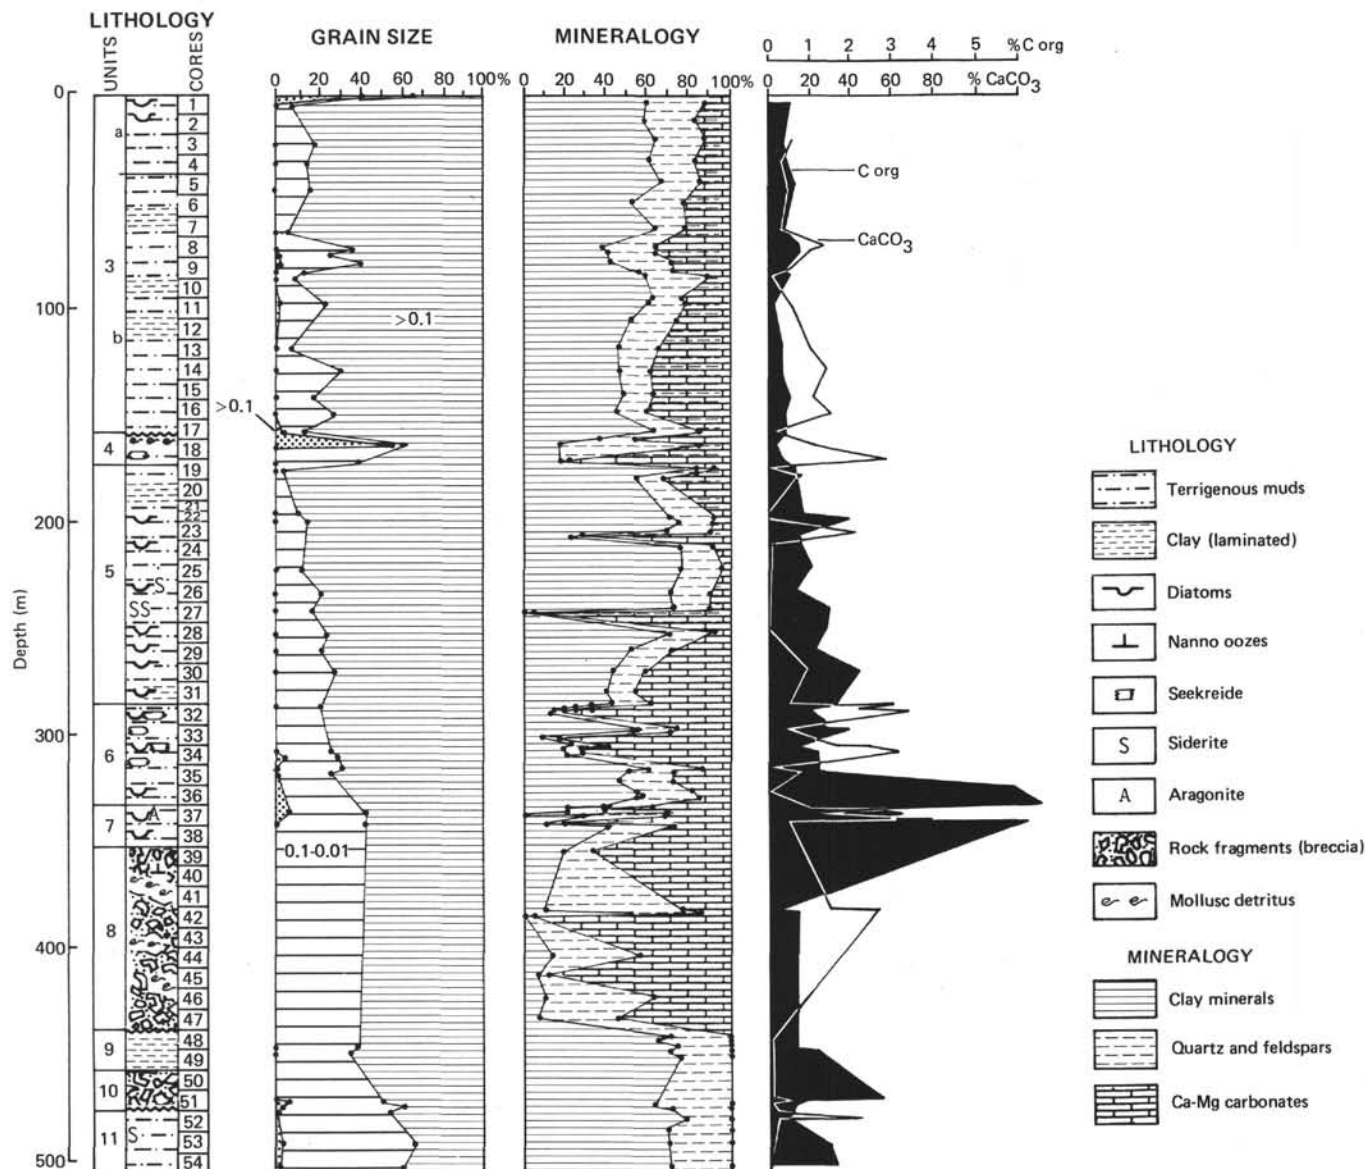 LITHOLOGY
UNITS
CORES
GRAIN SIZE
MINERALOGY
0 1 2 3 4 5 %C org
0 20 40 60 80 100%
0 20 40 60 80 100%
0 20 40 60 80 % CaCO3
Depth (m)
0
100
200
300
400
500
a
3
b
4
5
6
7
8
9
10
11
1
2
3
4
5
6
7
8
9
10
11
12
13
14
15
16
17
18
19
20
21
22
23
24
25
26
27
28
29
30
31
32
33
34
35
36
37
38
39
40
41
42
43
44
45
46
47
48
49
50
51
52
53
54
S
SS
A
S
>0.1
>0.1
0.1-0.01
C org
CaCO3
LITHOLOGY
Terrigenous muds
Clay (laminated)
Diatoms
Nanno oozes
Seekreide
S Siderite
A Aragonite
Rock fragments (breccia)
Mollusc detritus
MINERALOGY
Clay minerals
Quartz and feldspars
Ca-Mg carbonates